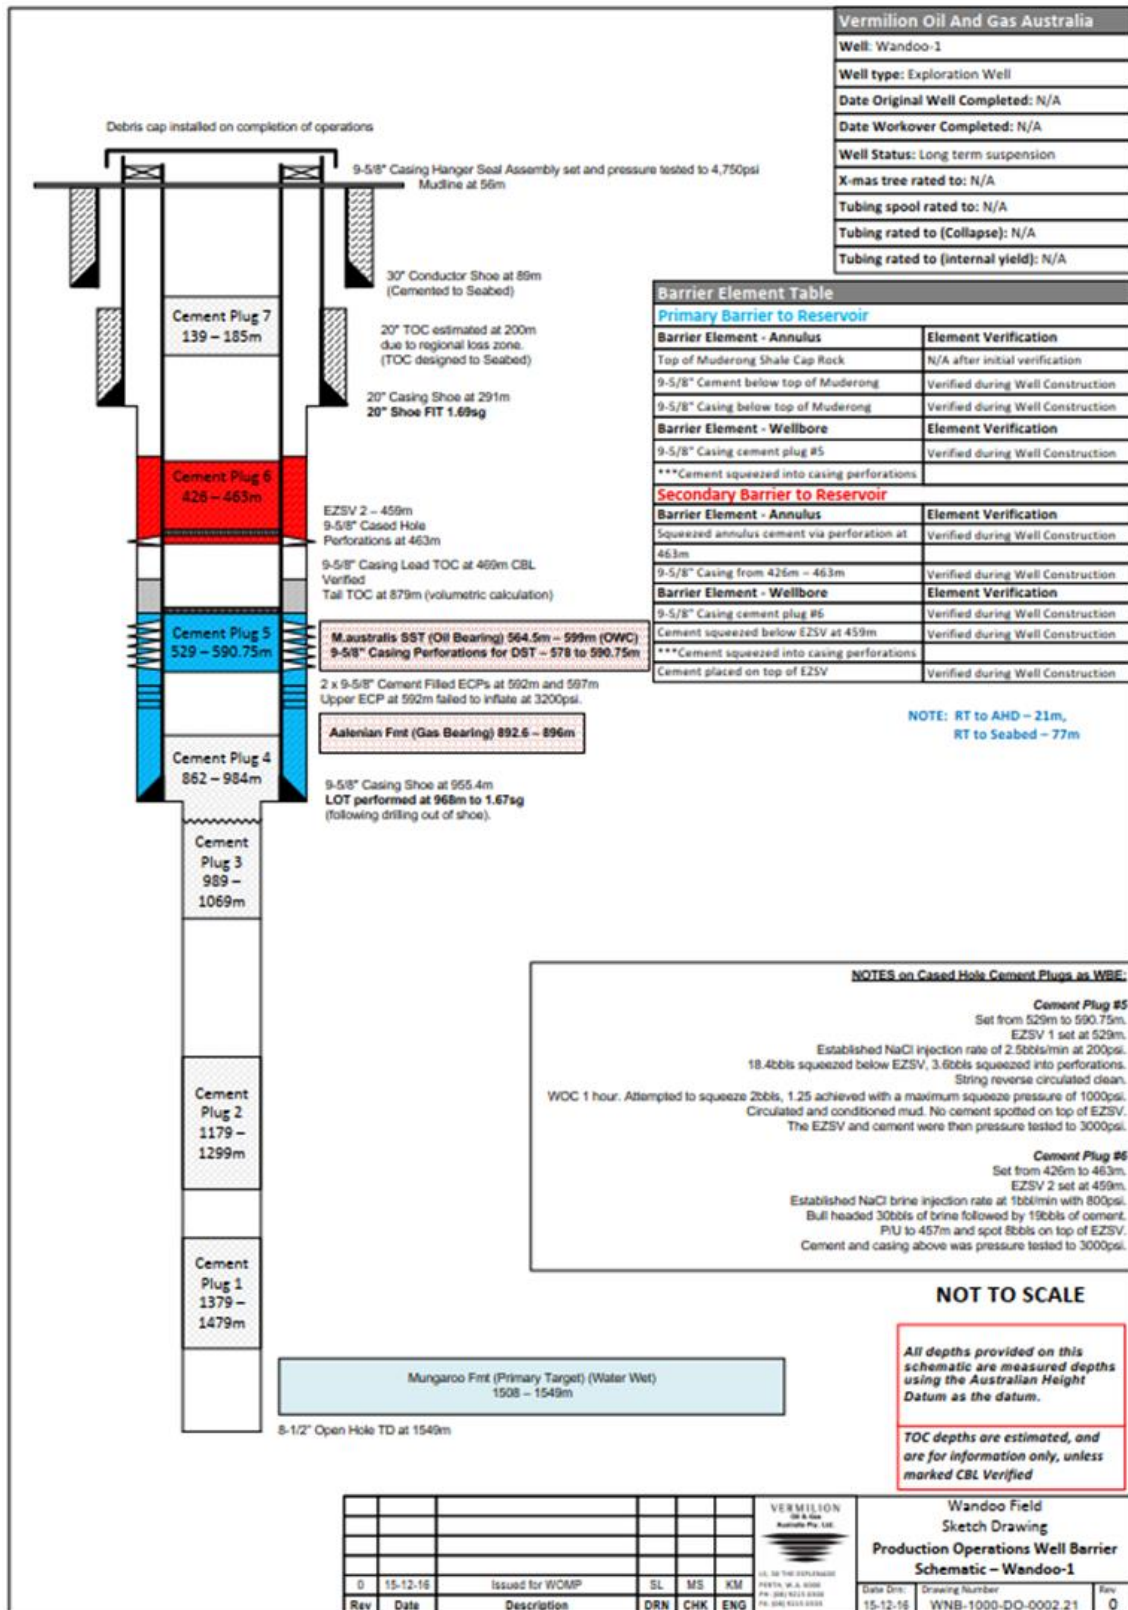 Vermilion Oil And Gas Australia
Well: Wandoo-1
Well type: Exploration Well
Date Original Well Completed: N/A
Date Workover Completed: N/A
Well Status: Long term suspension
X-mas tree rated to: N/A
Tubing spool rated to: N/A
Tubing rated to (Collapse): N/A
Tubing rated to (internal yield): N/A
Debris cap installed on completion of operations
9-5/8" Casing Hanger Seal Assembly set and pressure tested to 4,750psi
Mudline at 56m
30" Conductor Shoe at 89m
(Cemented to Seabed)
Cement Plug 7
139 – 185m
20" TOC estimated at 200m
due to regional loss zone.
(TOC designed to Seabed)
20" Casing Shoe at 291m
20" Shoe FIT 1.69sg
Cement Plug 6
426 – 463m
EZSV 2 – 459m
9-5/8" Cased Hole
Perforations at 463m
9-5/8" Casing Lead TOC at 469m CBL
Verified
Tail TOC at 879m (volumetric calculation)
Cement Plug 5
529 – 590.75m
M.australis SST (Oil Bearing) 564.5m – 599m (OWC)
9-5/8" Casing Perforations for DST – 578 to 590.75m
2 x 9-5/8" Cement Filled ECPs at 592m and 597m
Upper ECP at 592m failed to inflate at 3200psi.
Aalenian Fmt (Gas Bearing) 892.6 – 896m
Cement Plug 4
862 – 984m
9-5/8" Casing Shoe at 955.4m
LOT performed at 968m to 1.67sg
(following drilling out of shoe).
Cement
Plug 3
989 –
1069m
Barrier Element Table
Primary Barrier to Reservoir
Barrier Element - Annulus Element Verification
Top of Muderong Shale Cap Rock N/A after initial verification
9-5/8" Cement below top of Muderong Verified during Well Construction
9-5/8" Casing below top of Muderong Verified during Well Construction
Barrier Element - Wellbore Element Verification
9-5/8" Casing cement plug #5 Verified during Well Construction
***Cement squeezed into casing perforations
Secondary Barrier to Reservoir
Barrier Element - Annulus Element Verification
Squeezed annulus cement via perforation at Verified during Well Construction
463m
9-5/8" Casing from 426m – 463m Verified during Well Construction
Barrier Element - Wellbore Element Verification
9-5/8" Casing cement plug #6 Verified during Well Construction
Cement squeezed below EZSV at 459m Verified during Well Construction
***Cement squeezed into casing perforations
Cement placed on top of EZSV Verified during Well Construction
NOTE: RT to AHD – 21m,
RT to Seabed – 77m
NOTES on Cased Hole Cement Plugs as WBE:
Cement Plug #5
Set from 529m to 590.75m.
EZSV 1 set at 529m.
Established NaCl injection rate of 2.5bbls/min at 200psi.
18.4bbls squeezed below EZSV, 3.6bbls squeezed into perforations.
String reverse circulated clean.
WOC 1 hour. Attempted to squeeze 2bbls, 1.25 achieved with a maximum squeeze pressure of 1000psi.
Circulated and conditioned mud. No cement spotted on top of EZSV.
The EZSV and cement were then pressure tested to 3000psi.
Cement Plug #6
Set from 426m to 463m.
EZSV 2 set at 459m.
Established NaCl brine injection rate at 1bbl/min with 800psi.
Bull headed 30bbls of brine followed by 19bbls of cement.
P/U to 457m and spot 8bbls on top of EZSV.
Cement and casing above was pressure tested to 3000psi.
Cement
Plug 2
1179 –
1299m
Cement
Plug 1
1379 –
1479m
NOT TO SCALE
All depths provided on this
schematic are measured depths
using the Australian Height
Datum as the datum.
TOC depths are estimated, and
are for information only, unless
marked CBL Verified
Mungaroo Fmt (Primary Target) (Water Wet)
1508 – 1549m
8-1/2" Open Hole TD at 1549m
VERMILION
Oil & Gas
Australia Pty. Ltd.
Wandoo Field
Sketch Drawing
Production Operations Well Barrier
Schematic – Wandoo-1
0 15-12-16 Issued for WOMP SL MS KM
Rev Date Description DRN CHK ENG
Date Drn: Drawing Number Rev
15-12-16 WNB-1000-DO-0002.21 0